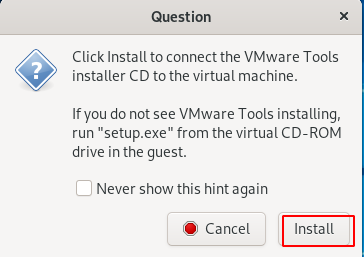 Question
Click Install to connect the VMware Tools
installer CD to the virtual machine.
If you do not see VMware Tools installing,
run "setup.exe" from the virtual CD-ROM
drive in the guest.
Never show this hint again
Cancel
Install